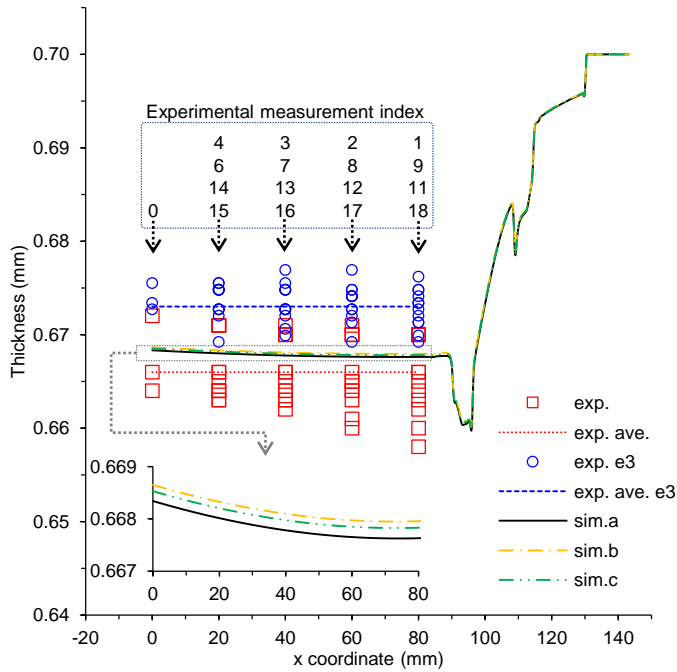 0.70
0.69
0.68
0.67
0.66
0.65
0.64
Thickness (mm)
Experimental measurement index
4 3 2 1
6 7 8 9
14 13 12 11
0 15 16 17 18
exp.
exp. ave.
exp. e3
exp. ave. e3
sim.a
sim.b
sim.c
0.669
0.668
0.667
0 20 40 60 80
-20 0 20 40 60 80 100 120 140 160
x coordinate (mm)